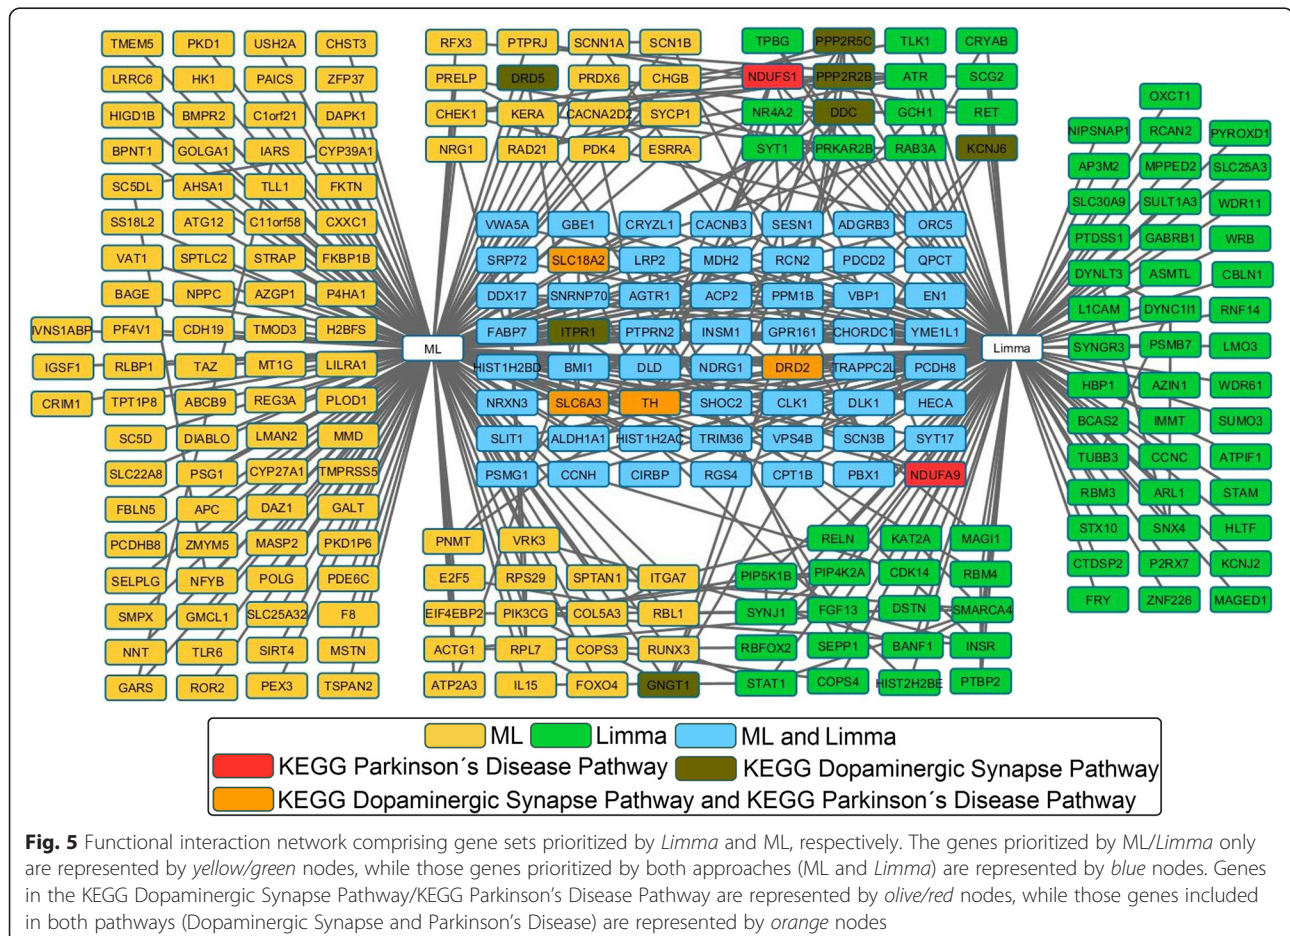 TMEM5 PKD1 USH2A CHST3 RFX3 PTPRJ SCNN1A SCN1B TPBG PPP2R5C TLK1 CRYAB
LRRC6 HK1 PAICS ZFP37 PRELP DRD5 PRDX6 CHGB NDUFS1 PPP2R2B ATR SCG2
OXCT1
HIGD1B BMPR2 C1orf21 DAPK1 CHEK1 KERA CACNA2D2 SYCP1 NR4A2 DDC GCH1 RET
NIPSNAP1 RCAN2 PYROXD1
BPNT1 GOLGA1 IARS CYP39A1 NRG1 RAD21 PDK4 ESRRA SYT1 PRKAR2B RAB3A KCNJ6
AP3M2 MPPED2 SLC25A3
SC5DL AHSA1 TLL1 FKTN
SLC30A9 SULT1A3 WDR11
SS18L2 ATG12 C11orf58 CXXC1 VWA5A GBE1 CRYZL1 CACNB3 SESN1 ADGRB3 ORC5
PTDSS1 GABRB1 WRB
VAT1 SPTLC2 STRAP FKBP1B SRP72 SLC18A2 LRP2 MDH2 RCN2 PDCD2 QPCT
DYNLT3 ASMTL CBLN1
BAGE NPPC AZGP1 P4HA1 DDX17 SNRNP70 AGTR1 ACP2 PPM1B VBP1 EN1
L1CAM DYNC1I1 RNF14
IVNS1ABP PF4V1 CDH19 TMOD3 H2BFS FABP7 ITPR1 PTPRN2 INSM1 GPR161 CHORDC1 YME1L1
ML Limma
SYNGR3 PSMB7 LMO3
IGSF1 RLBP1 TAZ MT1G LILRA1 HIST1H2BD BMI1 DLD NDRG1 DRD2 TRAPPC2L PCDH8
HBP1 AZIN1 WDR61
CRIM1 TPT1P8 ABCB9 REG3A PLOD1 NRXN3 SLC6A3 TH SHOC2 CLK1 DLK1 HECA
BCAS2 IMMT SUMO3
SC5D DIABLO LMAN2 MMD SLIT1 ALDH1A1 HIST1H2AC TRIM36 VPS4B SCN3B SYT17
TUBB3 CCNC ATPIF1
SLC22A8 PSG1 CYP27A1 TMPRSS5 PSMG1 CCNH CIRBP RGS4 CPT1B PBX1 NDUFA9
RBM3 ARL1 STAM
FBLN5 APC DAZ1 GALT
STX10 SNX4 HLTF
PCDHB8 ZMYM5 MASP2 PKD1P6 PNMT VRK3 RELN KAT2A MAGI1
CTDSP2 P2RX7 KCNJ2
SELPLG NFYB POLG PDE6C E2F5 RPS29 SPTAN1 ITGA7 PIP5K1B PIP4K2A CDK14 RBM4
FRY ZNF226 MAGED1
SMPX GMCL1 SLC25A32 F8 EIF4EBP2 PIK3CG COL5A3 RBL1 SYNJ1 FGF13 DSTN SMARCA4
NNT TLR6 SIRT4 MSTN ACTG1 RPL7 COPS3 RUNX3 RBFOX2 SEPP1 BANF1 INSR
GARS ROR2 PEX3 TSPAN2 ATP2A3 IL15 FOXO4 GNGT1 STAT1 COPS4 HIST2H2BE PTBP2
ML Limma ML and Limma
KEGG Parkinson´s Disease Pathway KEGG Dopaminergic Synapse Pathway
KEGG Dopaminergic Synapse Pathway and KEGG Parkinson´s Disease Pathway
Fig. 5 Functional interaction network comprising gene sets prioritized by Limma and ML, respectively. The genes prioritized by ML/Limma only
are represented by yellow/green nodes, while those genes prioritized by both approaches (ML and Limma) are represented by blue nodes. Genes
in the KEGG Dopaminergic Synapse Pathway/KEGG Parkinson's Disease Pathway are represented by olive/red nodes, while those genes included
in both pathways (Dopaminergic Synapse and Parkinson's Disease) are represented by orange nodes